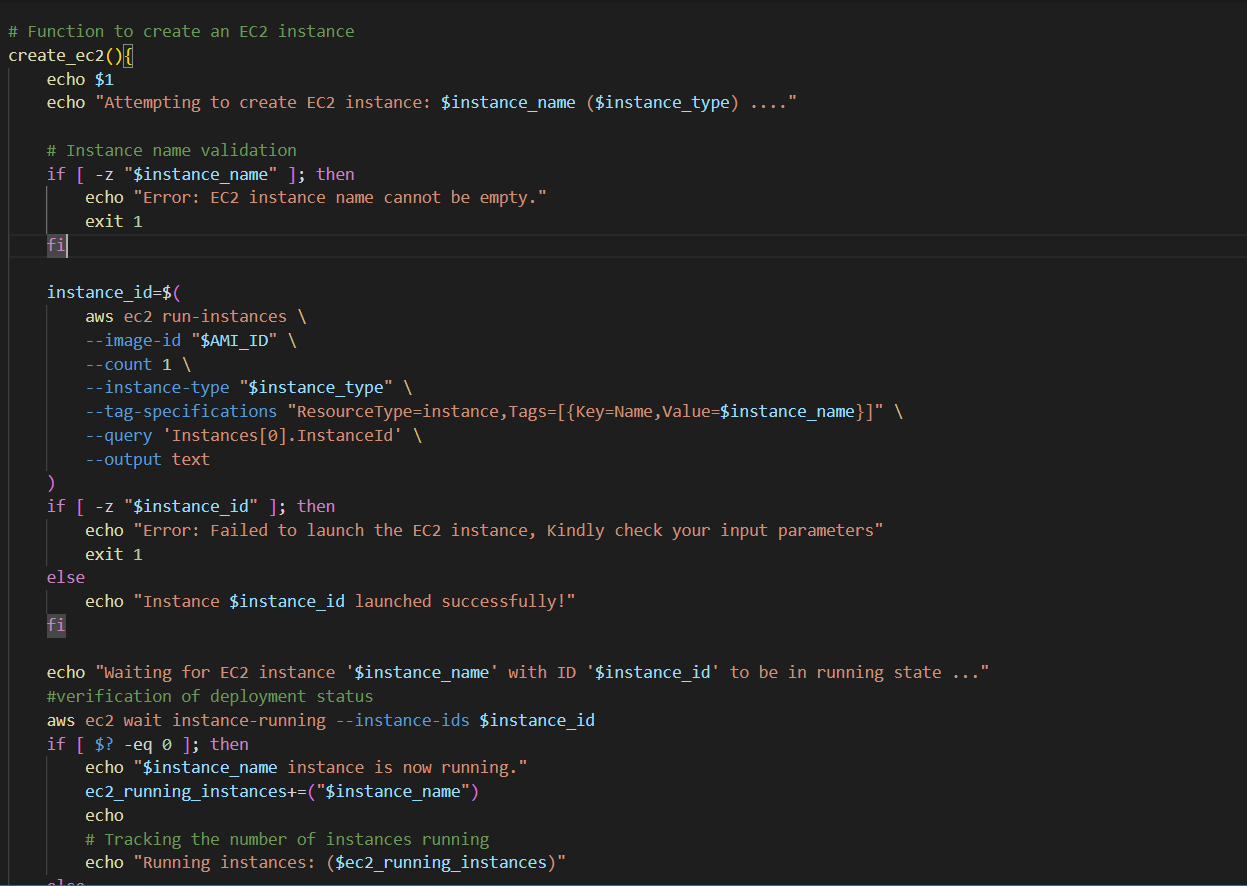 # Function to create an EC2 instance
create_ec2(){
    echo $1
    echo "Attempting to create EC2 instance: $instance_name ($instance_type) ...."

    # Instance name validation
    if [ -z "$instance_name" ]; then
        echo "Error: EC2 instance name cannot be empty."
        exit 1
    fi

    instance_id=$(
        aws ec2 run-instances \
        --image-id "$AMI_ID" \
        --count 1 \
        --instance-type "$instance_type" \
        --tag-specifications "ResourceType=instance,Tags=[{Key=Name,Value=$instance_name}]" \
        --query 'Instances[0].InstanceId' \
        --output text
    )
    if [ -z "$instance_id" ]; then
        echo "Error: Failed to launch the EC2 instance, Kindly check your input parameters"
        exit 1
    else
        echo "Instance $instance_id launched successfully!"
    fi

    echo "Waiting for EC2 instance '$instance_name' with ID '$instance_id' to be in running state ..."
    #verification of deployment status
    aws ec2 wait instance-running --instance-ids $instance_id
    if [ $? -eq 0 ]; then
        echo "$instance_name instance is now running."
        ec2_running_instances+=("$instance_name")
        echo
        # Tracking the number of instances running
        echo "Running instances: ($ec2_running_instances)"
    else